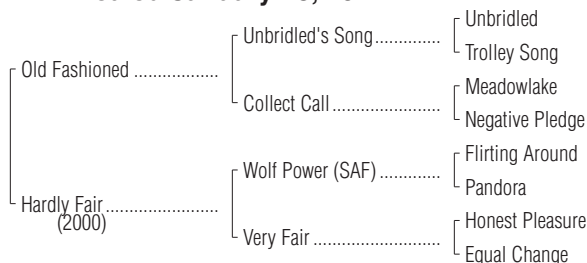 Unbridled
Unbridled's Song................
Trolley Song
Old Fashioned ..................
Meadowlake
Collect Call ......................
Negative Pledge
Flirting Around
Wolf Power (SAF) .............
Pandora
Hardly Fair........................
(2000)
Honest Pleasure
Very Fair ..........................
Equal Change